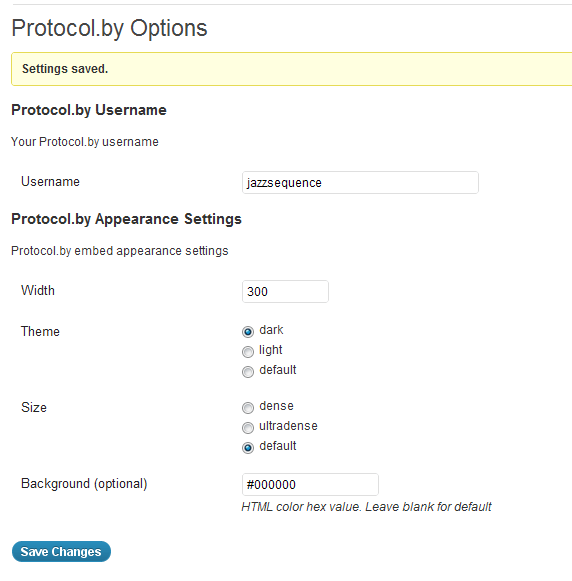 Protocol.by Options
Settings saved.
Protocol.by Username
Your Protocol.by username
Username jazzsequence
Protocol.by Appearance Settings
Protocol.by embed appearance settings
Width 300
Theme dark
light
default
Size dense
ultradense
default
Background (optional) #000000
HTML color hex value. Leave blank for default
Save Changes